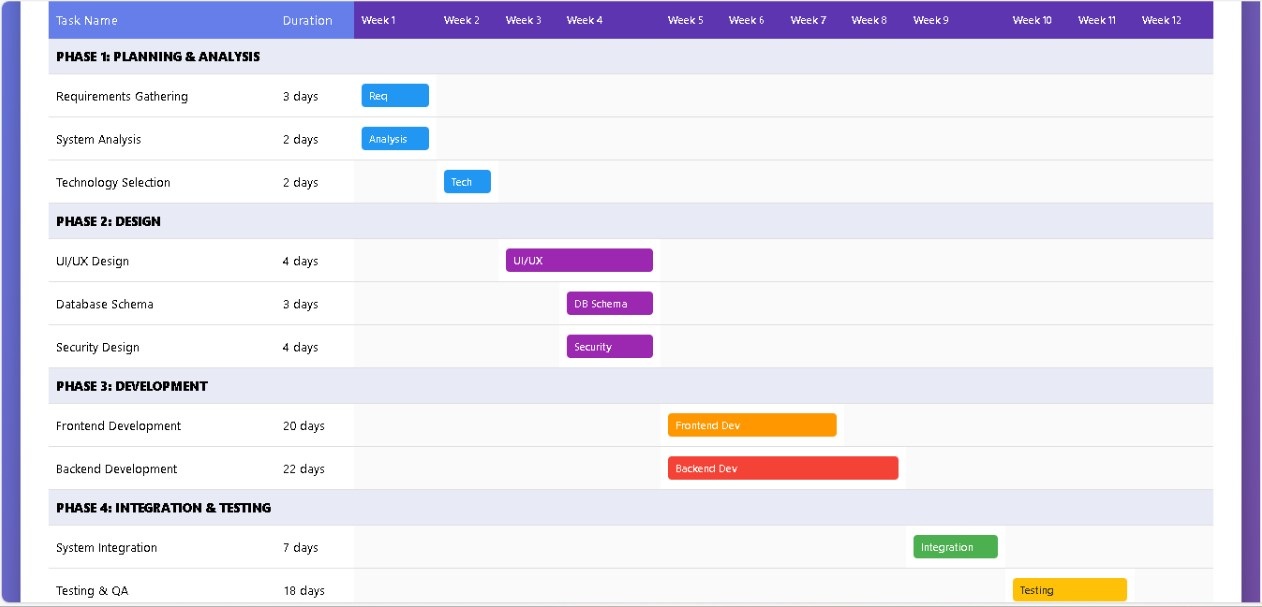 Task Name Duration Week 1 Week 2 Week 3 Week 4 Week 5 Week 6 Week 7 Week 8 Week 9 Week 10 Week 11 Week 12
PHASE 1: PLANNING & ANALYSIS
Requirements Gathering 3 days Req
System Analysis 2 days Analysis
Technology Selection 2 days Tech
PHASE 2: DESIGN
UI/UX Design 4 days UI/UX
Database Schema 3 days DB Schema
Security Design 4 days Security
PHASE 3: DEVELOPMENT
Frontend Development 20 days Frontend Dev
Backend Development 22 days Backend Dev
PHASE 4: INTEGRATION & TESTING
System Integration 7 days Integration
Testing & QA 18 days Testing